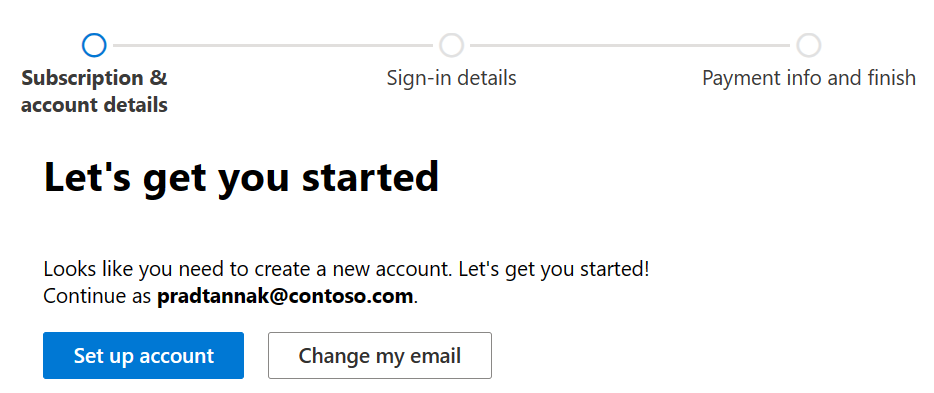 Subscription &
account details
Sign-in details
Payment info and finish
Let's get you started
Looks like you need to create a new account. Let's get you started!
Continue as pradtannak@contoso.com.
Set up account
Change my email